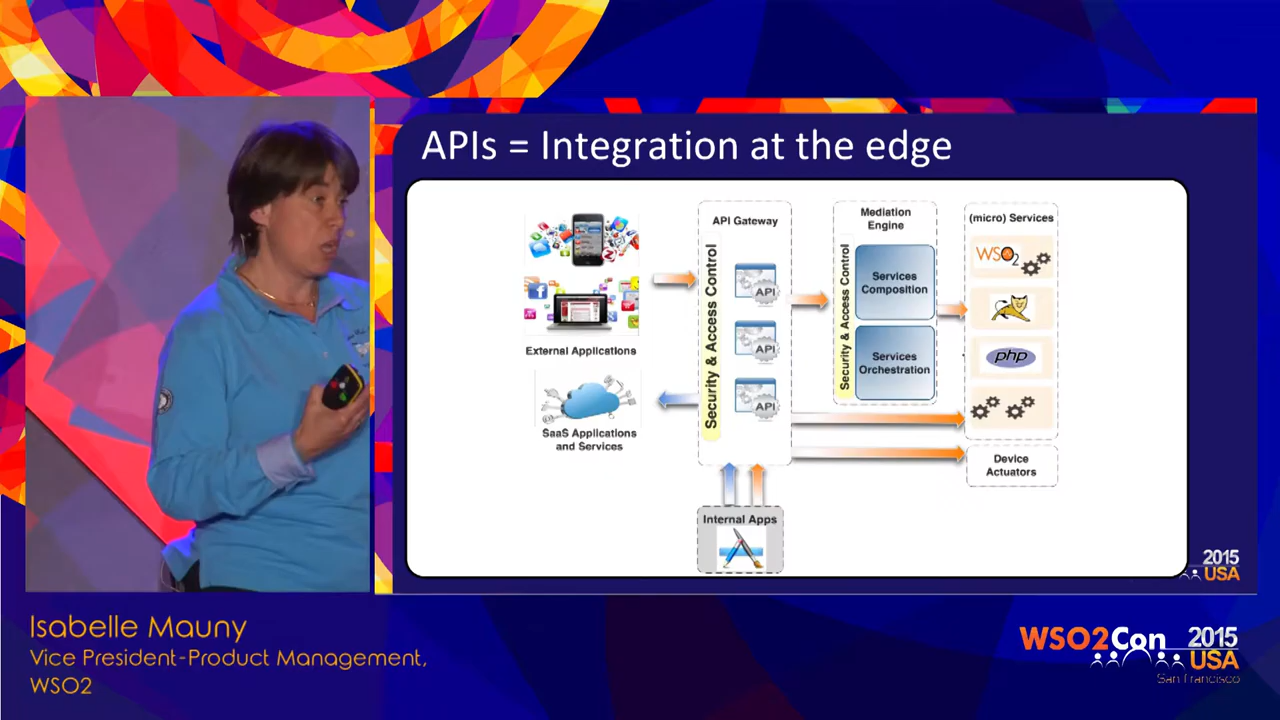 APIs = Integration at the edge
API Gateway
Security & Access Control
API
API
API
External Applications
SaaS Applications
and Services
Internal Apps
Mediation
Engine
Security & Access Control
Services
Composition
Services
Orchestration
(micro) Services
WSO2
php
Device
Actuators
2015
USA
Isabelle Mauny
Vice President-Product Management,
WSO2
WSO2Con 2015
USA
San Francisco